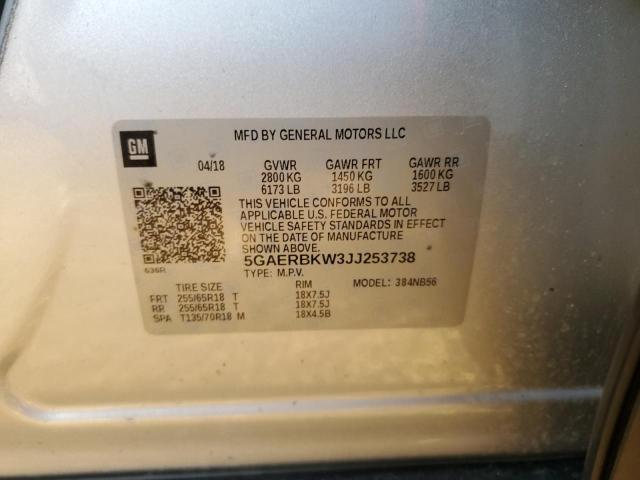 GM
MFD BY GENERAL MOTORS LLC
04/18 GVWR GAWR FRT GAWR RR
2800 KG 1450 KG 1600 KG
6173 LB 3196 LB 3527 LB
THIS VEHICLE CONFORMS TO ALL
APPLICABLE U.S. FEDERAL MOTOR
VEHICLE SAFETY STANDARDS IN EFFECT
ON THE DATE OF MANUFACTURE
SHOWN ABOVE.
636R
5GAERBKW3JJ253738
TYPE: M.P.V. MODEL: 384NB56
TIRE SIZE RIM
FRT 255/65R18 T 18X7.5J
RR 255/65R18 T 18X7.5J
SPA T135/70R18 M 18X4.5B